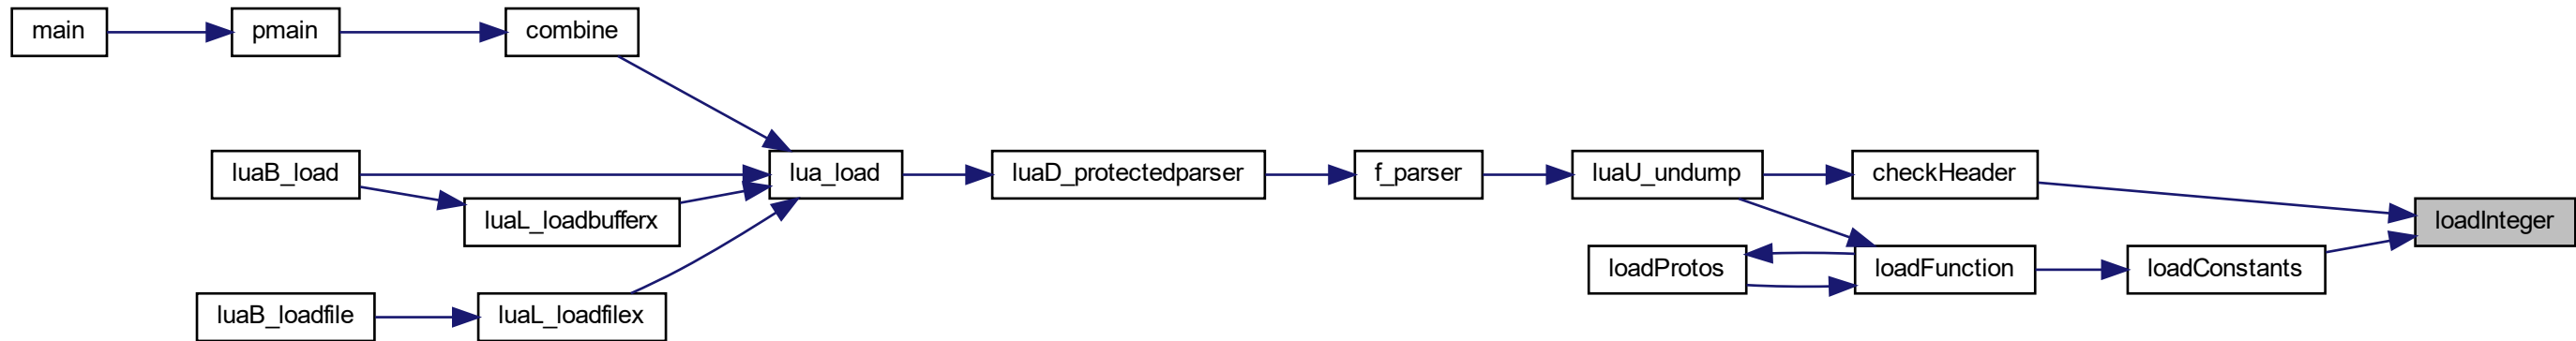 main
pmain
combine
luaB_load
luaL_loadbufferx
lua_load
luaD_protectedparser
f_parser
luaU_undump
checkHeader
loadInteger
loadProtos
loadFunction
loadConstants
luaB_loadfile
luaL_loadfilex